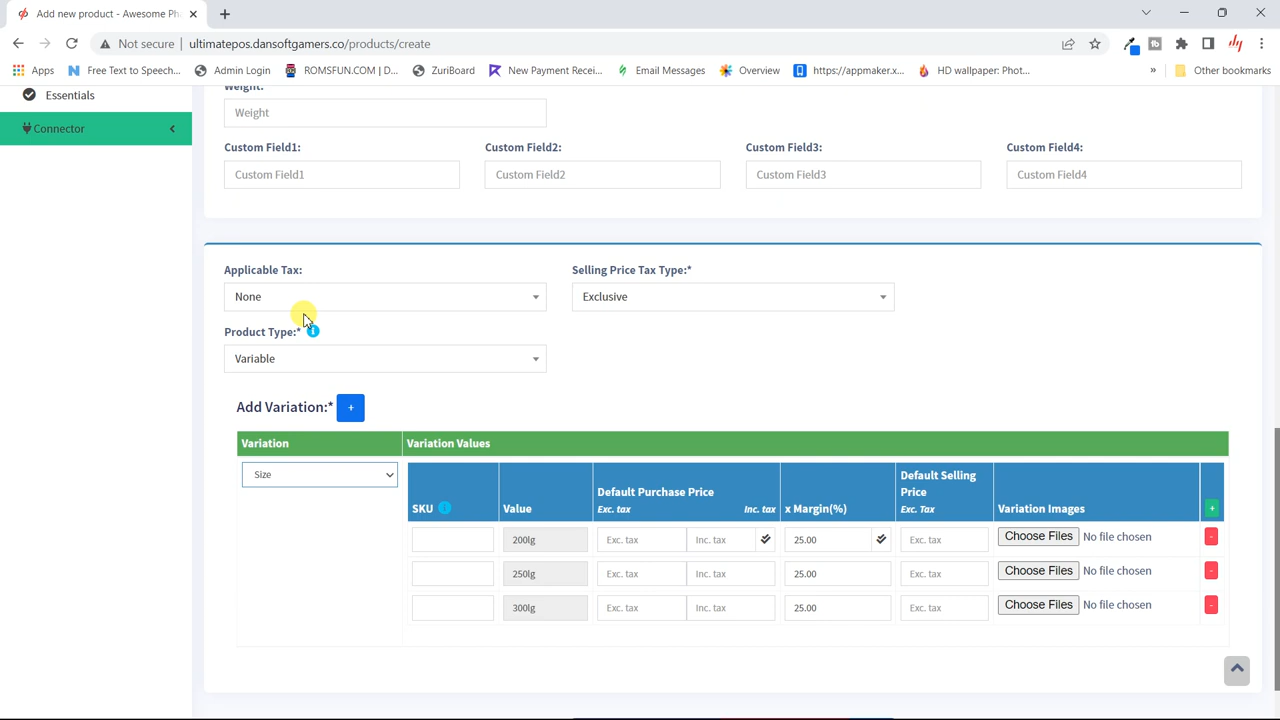 Add new product - Awesome Ph
Not secure
ultimatepos.dansoftgamers.co/products/create
Apps
Free Text to Speech...
Admin Login
ROMSFUN.COM | D...
ZuriBoard
New Payment Recei...
Email Messages
Overview
https://appmaker.x...
HD wallpaper: Phot...
»
Other bookmarks
Essentials
Connector
Weight:
Weight
Custom Field1:
Custom Field2:
Custom Field3:
Custom Field4:
Custom Field1
Custom Field2
Custom Field3
Custom Field4
Applicable Tax:
Selling Price Tax Type:*
None
Exclusive
Product Type:*
Variable
Add Variation:* +
Variation
Variation Values
Size
SKU
Value
Default Purchase Price
Exc. tax
Inc. tax
x Margin(%)
Default Selling
Price
Exc. Tax
Variation Images
+
200lg
Exc. tax
Inc. tax
25.00
Exc. tax
Choose Files No file chosen
-
250lg
Exc. tax
Inc. tax
25.00
Exc. tax
Choose Files No file chosen
-
300lg
Exc. tax
Inc. tax
25.00
Exc. tax
Choose Files No file chosen
-